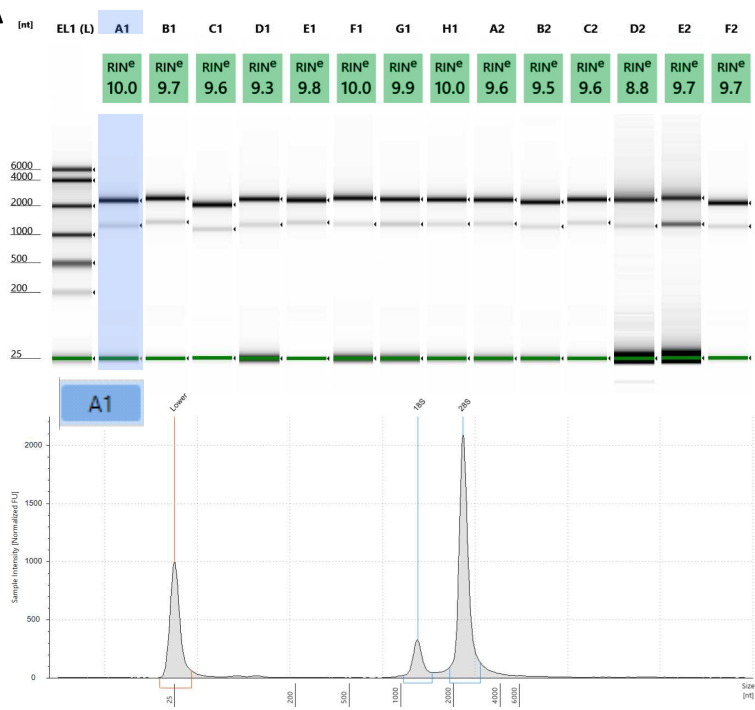 A
[nt] EL1 (L) A1 B1 C1 D1 E1 F1 G1 H1 A2 B2 C2 D2 E2 F2
RINe RINe RINe RINe RINe RINe RINe RINe RINe RINe RINe RINe RINe RINe
10.0 9.7 9.6 9.3 9.8 10.0 9.9 10.0 9.6 9.5 9.6 8.8 9.7 9.7
6000
4000
2000
1000
500
200
25
A1
Lower 18S 28S
2000
1500
1000
500
0
Sample Intensity [Normalized FU]
25 200 500 1000 2000 4000 6000
Size
[nt]